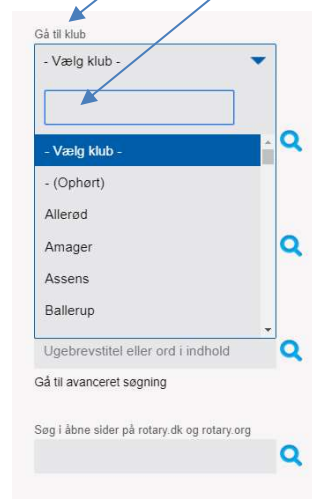 Gå til klub
- Vælg klub -
- Vælg klub -
- (Ophørt)
Allerød
Amager
Assens
Ballerup
Ugebrevstitel eller ord i indhold
Gå til avanceret søgning
Søg i åbne sider på rotary.dk og rotary.org